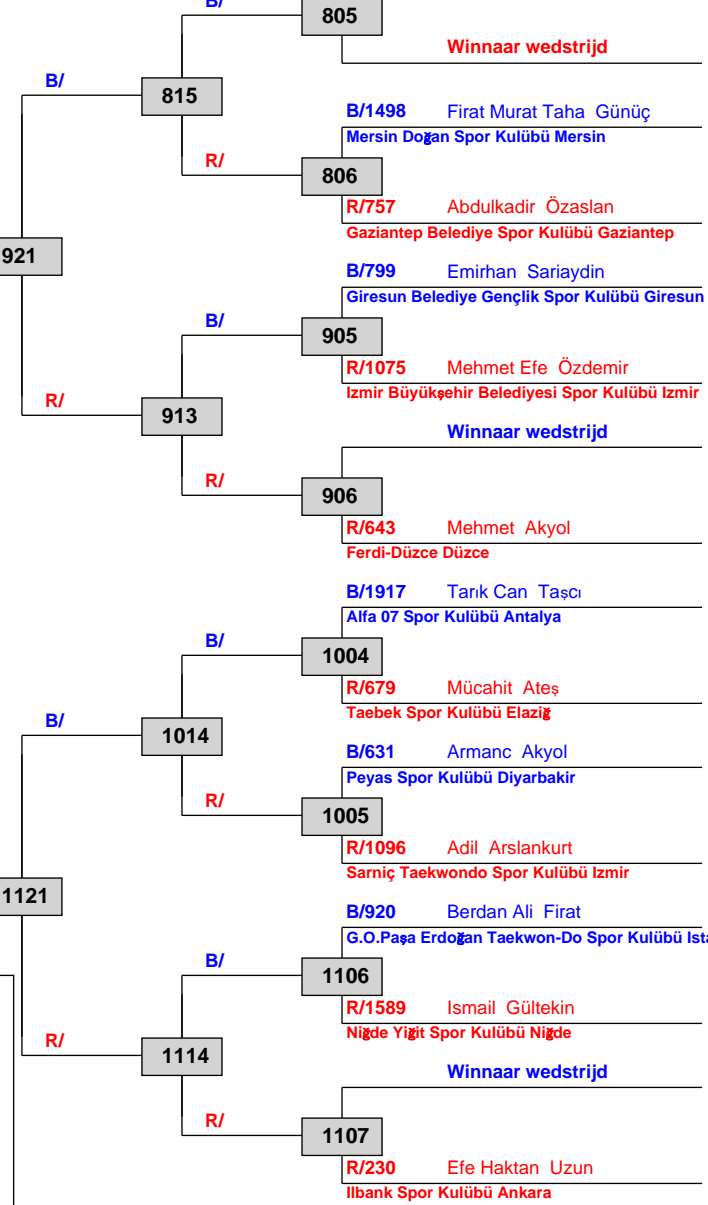 B/
805
Winnaar wedstrijd
B/
815
B/1498 Firat Murat Taha Günüç
Mersin Doğan Spor Kulübü Mersin
R/
806
R/757 Abdulkadir Özaslan
Gaziantep Belediye Spor Kulübü Gaziantep
921
B/799 Emirhan Sariaydin
Giresun Belediye Gençlik Spor Kulübü Giresun
B/
905
R/1075 Mehmet Efe Özdemir
Izmir Büyükşehir Belediyesi Spor Kulübü Izmir
R/
913
Winnaar wedstrijd
R/
906
R/643 Mehmet Akyol
Ferdi-Düzce Düzce
B/1917 Tarık Can Taşcı
Alfa 07 Spor Kulübü Antalya
B/
1004
R/679 Mücahit Ateş
Taebek Spor Kulübü Elaziğ
B/
1014
B/631 Armanc Akyol
Peyas Spor Kulübü Diyarbakir
R/
1005
R/1096 Adil Arslankurt
Sarniç Taekwondo Spor Kulübü Izmir
1121
B/920 Berdan Ali Firat
G.O.Paşa Erdoğan Taekwon-Do Spor Kulübü Ista
B/
1106
R/1589 Ismail Gültekin
Niğde Yiğit Spor Kulübü Niğde
R/
1114
Winnaar wedstrijd
R/
1107
R/230 Efe Haktan Uzun
Ilbank Spor Kulübü Ankara